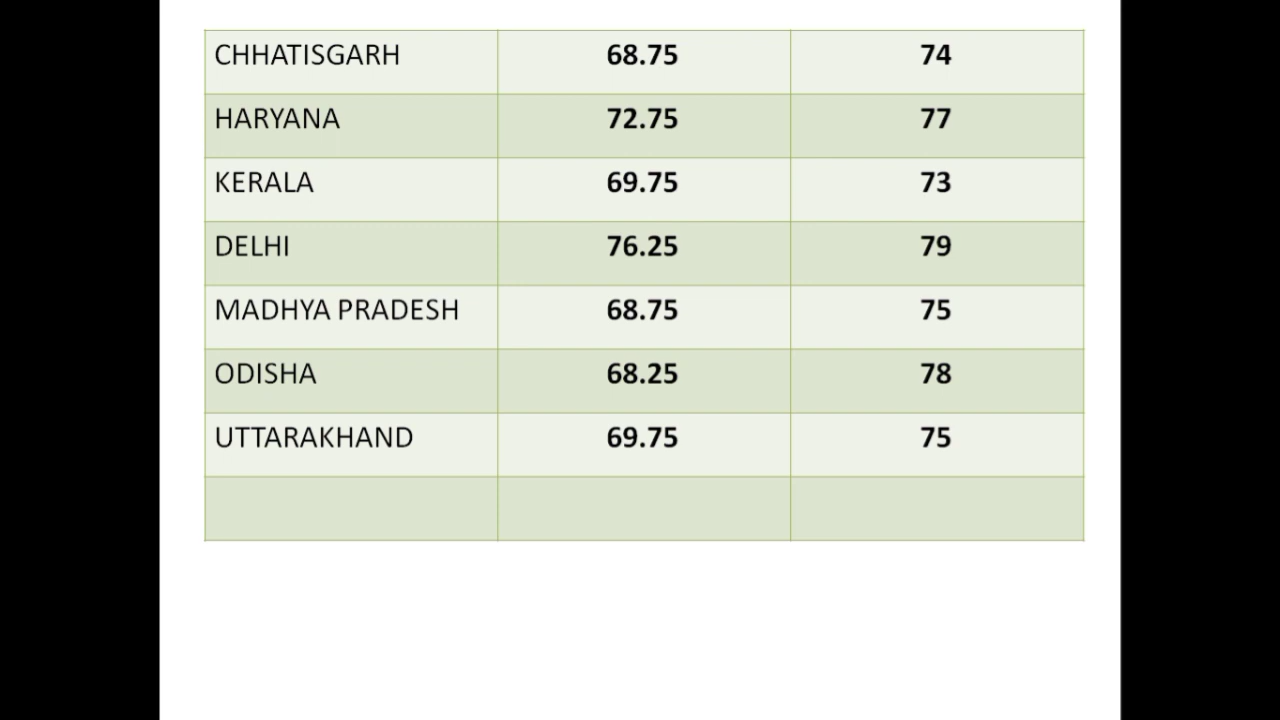 CHHATISGARH 68.75 74
HARYANA 72.75 77
KERALA 69.75 73
DELHI 76.25 79
MADHYA PRADESH 68.75 75
ODISHA 68.25 78
UTTARAKHAND 69.75 75